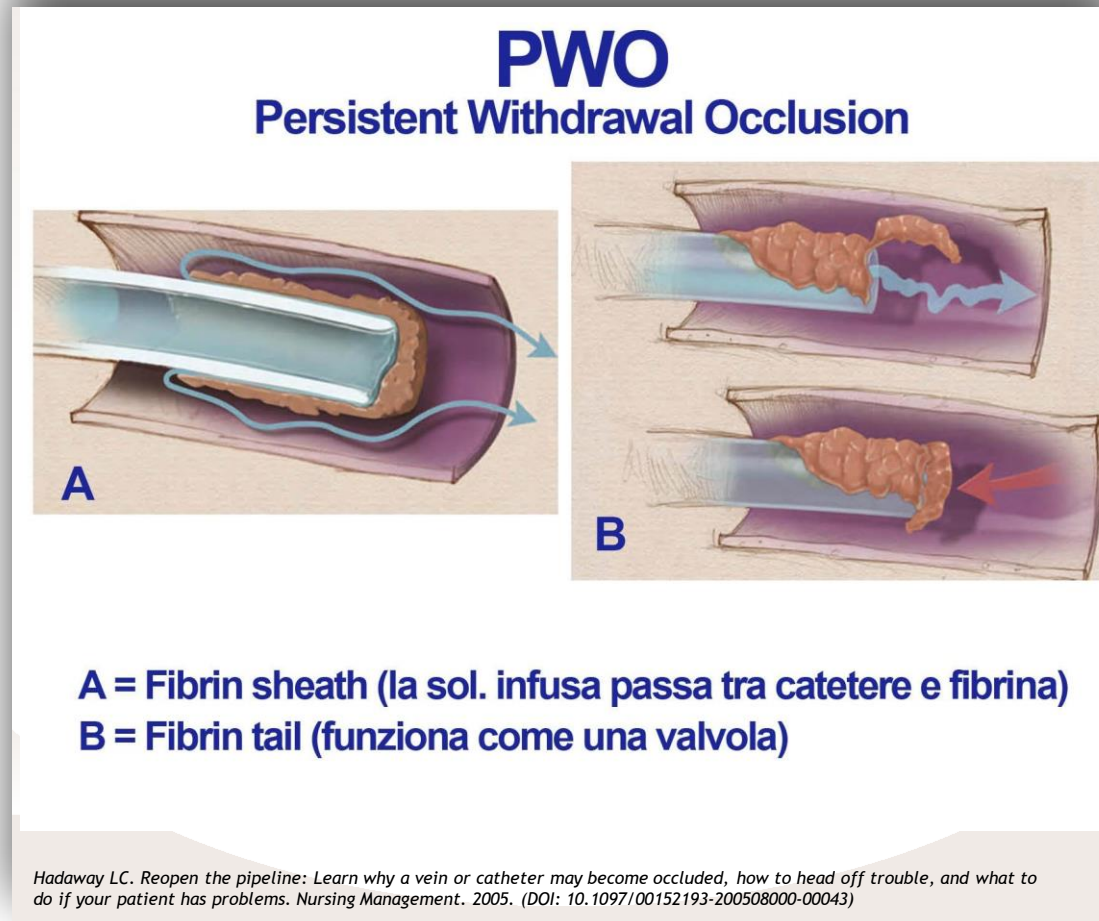 PWO
Persistent Withdrawal Occlusion
A
B
A = Fibrin sheath (la sol. infusa passa tra catetere e fibrina)
B = Fibrin tail (funziona come una valvola)
Hadaway LC. Reopen the pipeline: Learn why a vein or catheter may become occluded, how to head off trouble, and what to
do if your patient has problems. Nursing Management. 2005. (DOI: 10.1097/00152193-200508000-00043)